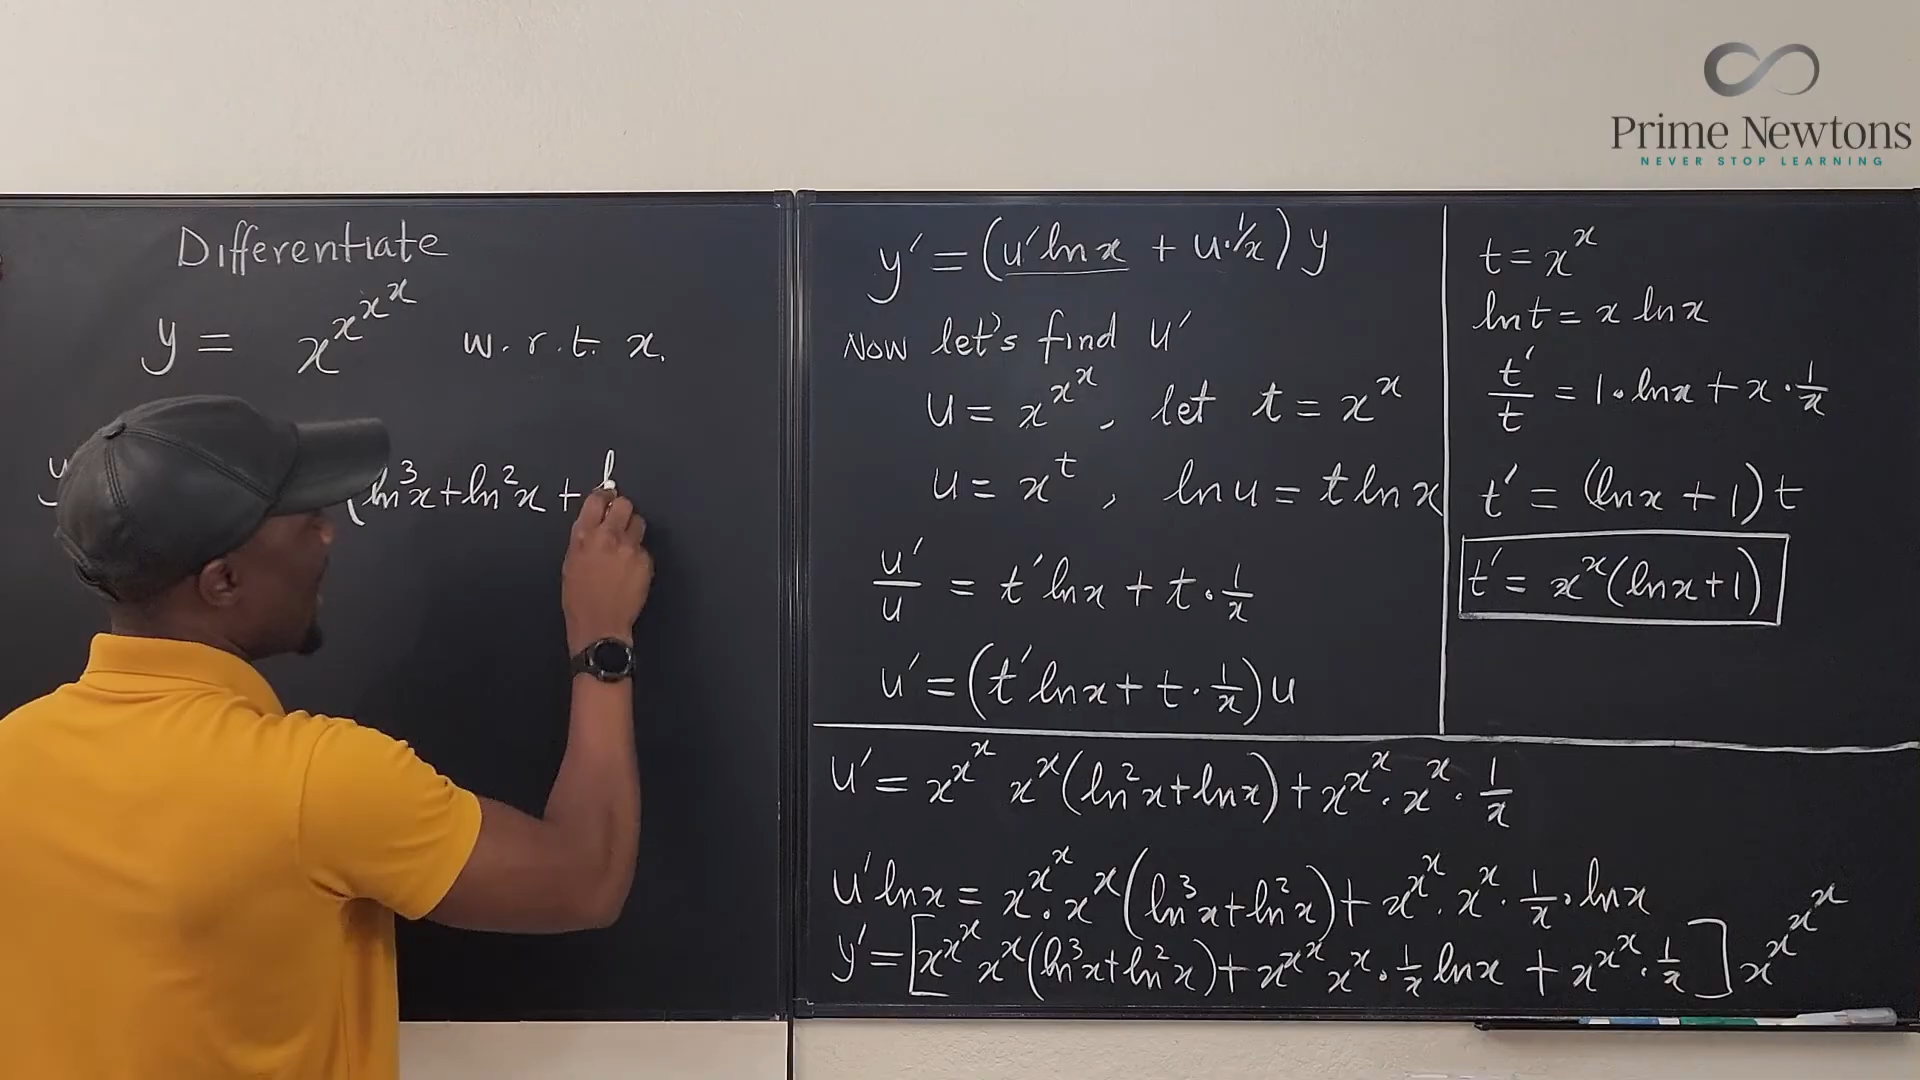 Prime Newtons
NEVER STOP LEARNING
Differentiate
y = x^x^x^x w.r.t. x.
(ln³x + ln²x +
y' = (u' ln x + u · 1/x) y
Now let's find u'
u = x^x^x , let t = x^x
u = x^t , ln u = t ln x
u'/u = t' ln x + t · 1/x
u' = (t' ln x + t · 1/x) u
t = x^x
ln t = x ln x
t'/t = 1 · ln x + x · 1/x
t' = (ln x + 1) t
t' = x^x (ln x + 1)
u' = x^x^x x^x (ln²x + ln x) + x^x^x · x^x · 1/x
u' ln x = x^x^x · x^x (ln³x + ln²x) + x^x^x · x^x · 1/x · ln x
y' = [x^x^x x^x (ln³x + ln²x) + x^x^x x^x · 1/x ln x + x^x^x · 1/x] x^x^x^x